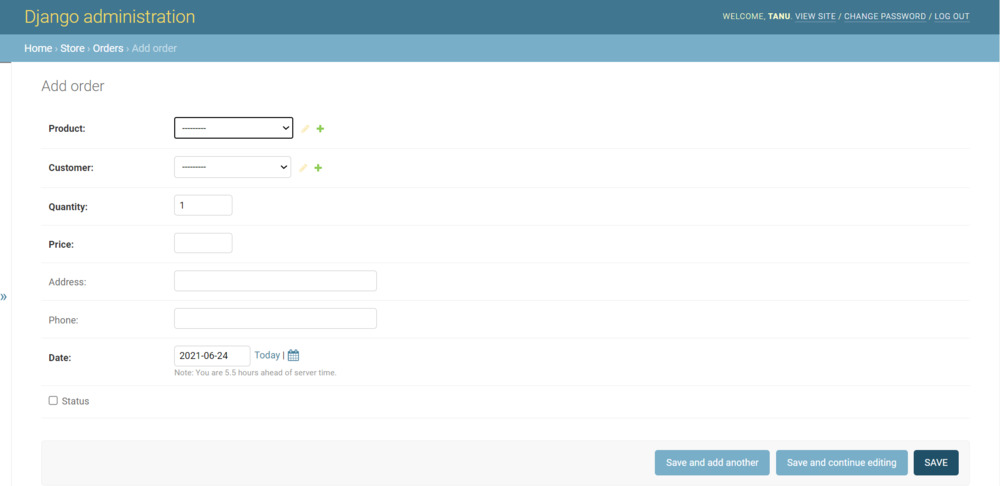 Django administration
WELCOME, TANU. VIEW SITE / CHANGE PASSWORD / LOG OUT
Home › Store › Orders › Add order
Add order
Product: ---------
Customer: ---------
Quantity: 1
Price:
Address:
Phone:
Date: 2021-06-24 Today |
Note: You are 5.5 hours ahead of server time.
Status
»
Save and add another Save and continue editing SAVE